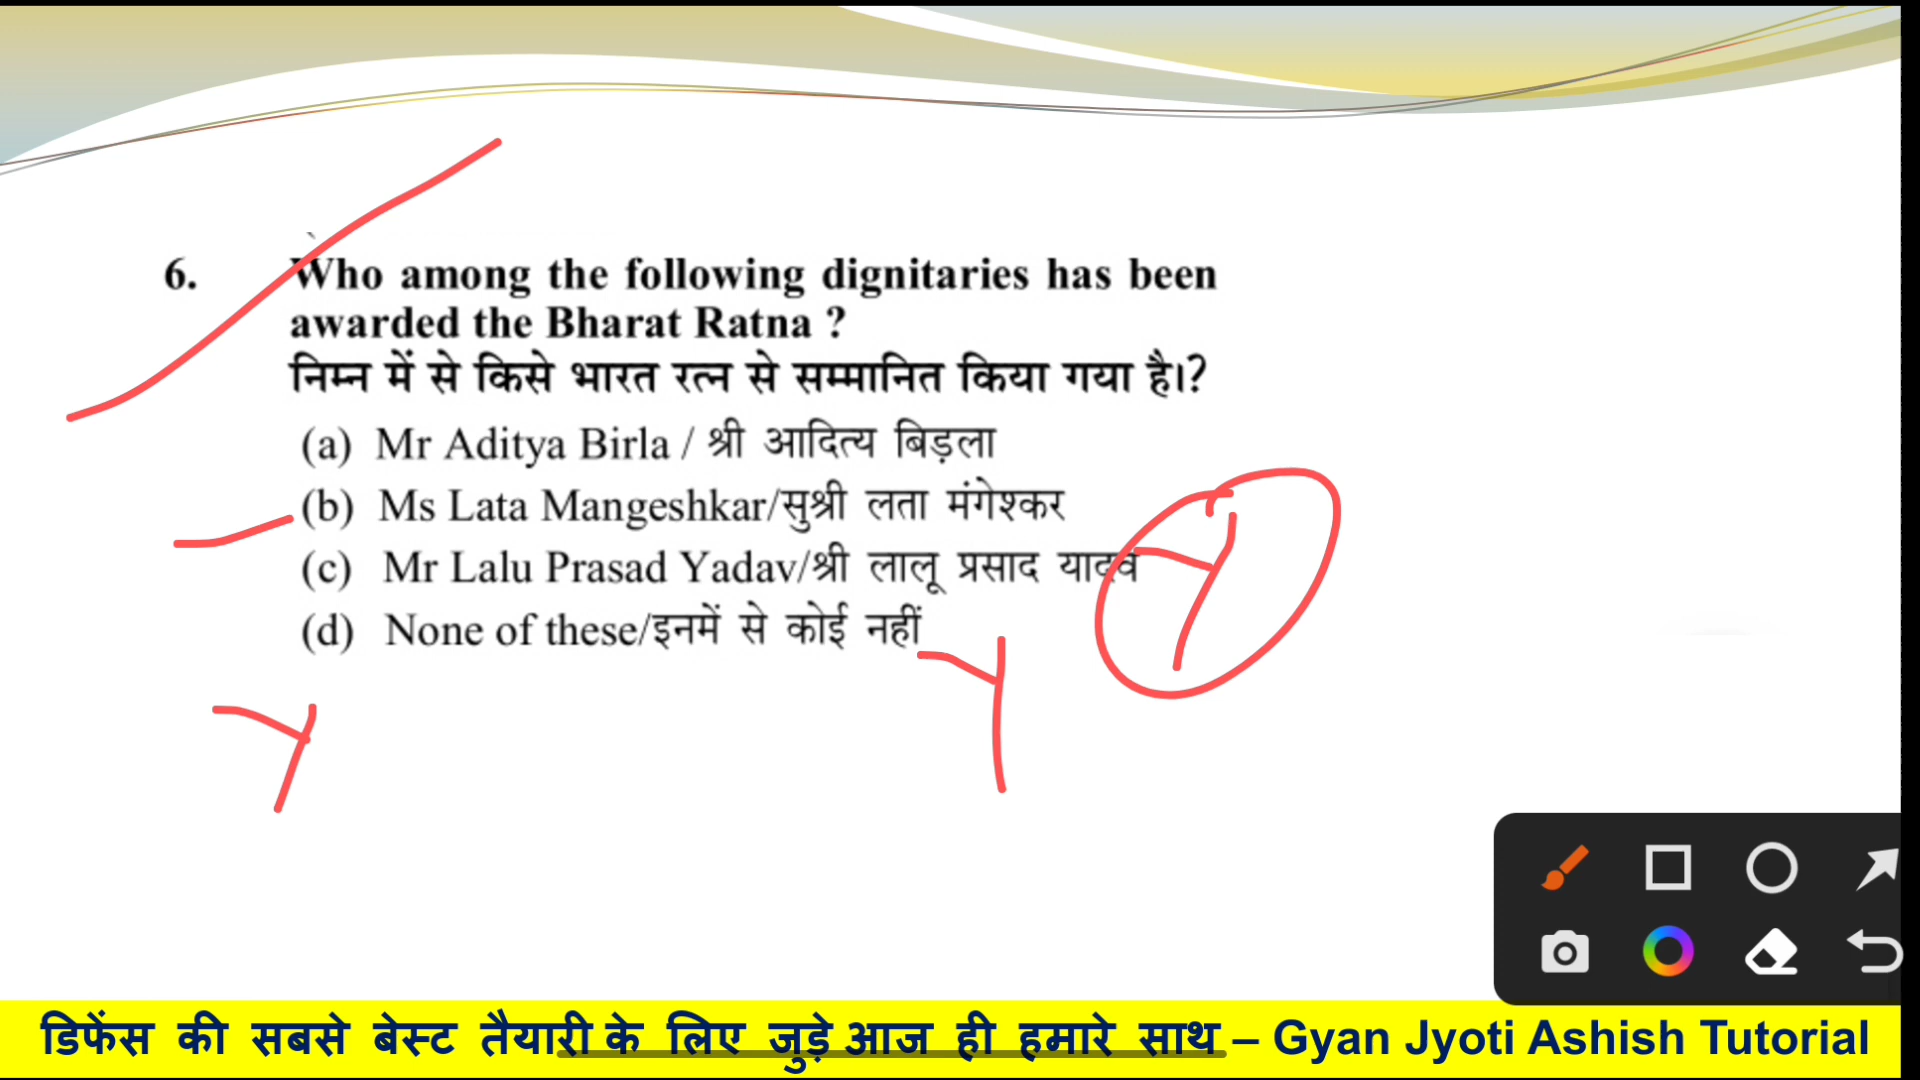 6. Who among the following dignitaries has been
awarded the Bharat Ratna ?
निम्न में से किसे भारत रत्न से सम्मानित किया गया है।?
(a) Mr Aditya Birla / श्री आदित्य बिड़ला
(b) Ms Lata Mangeshkar/सुश्री लता मंगेश्कर
(c) Mr Lalu Prasad Yadav/श्री लालू प्रसाद यादव
(d) None of these/इनमें से कोई नहीं
डिफेंस की सबसे बेस्ट तैयारी के लिए जुड़े आज ही हमारे साथ – Gyan Jyoti Ashish Tutorial